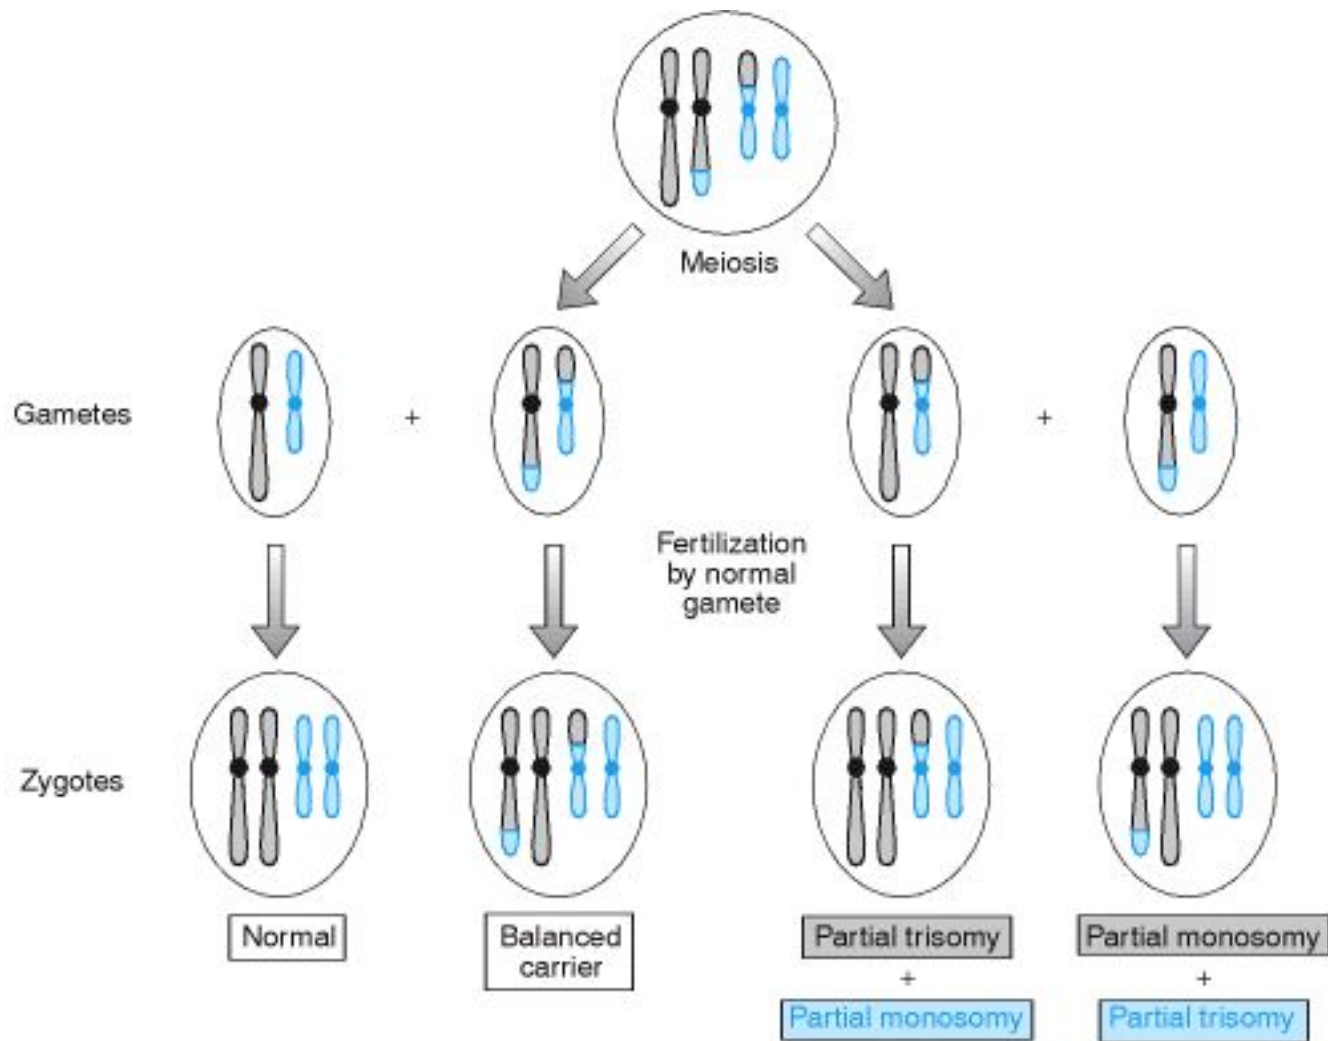 Meiosis
Gametes
+
+
Fertilization
by normal
gamete
Zygotes
Normal
Balanced
carrier
Partial trisomy
+
Partial monosomy
Partial monosomy
+
Partial trisomy